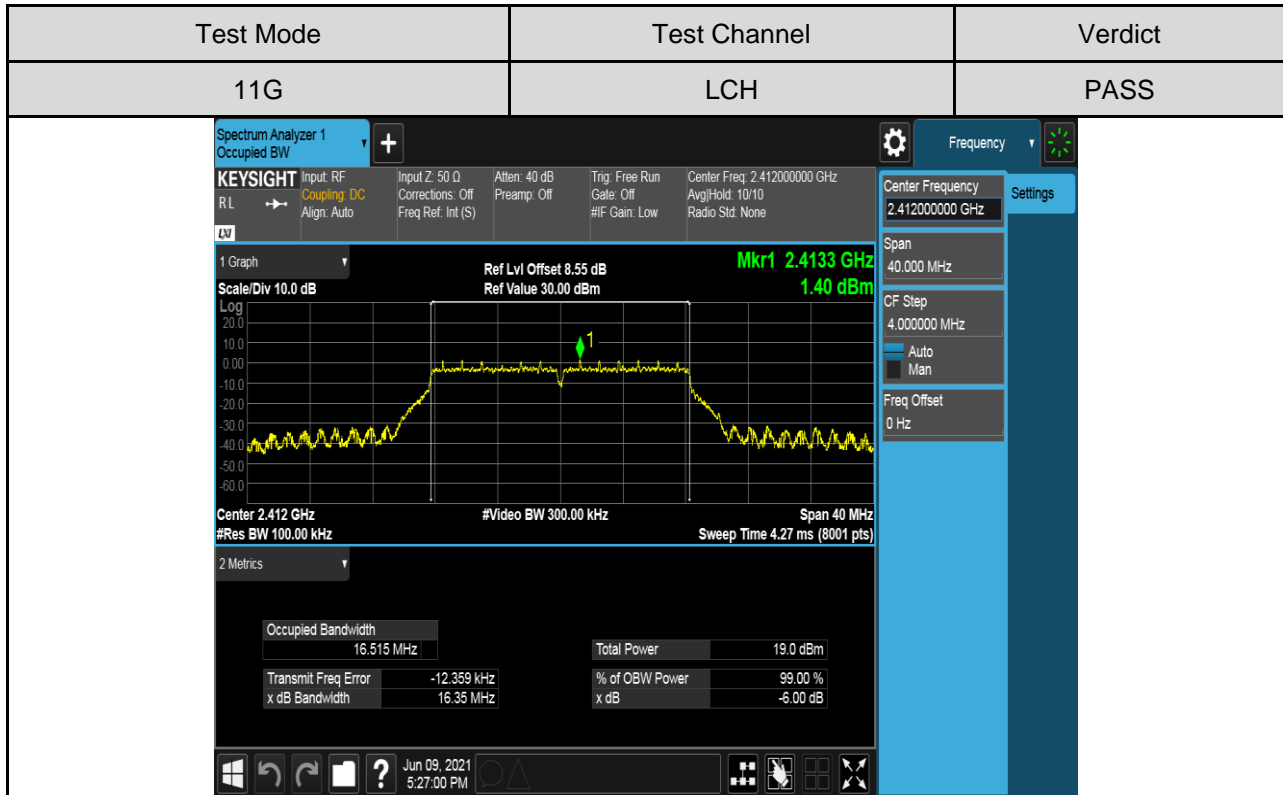 Test Mode Test Channel Verdict
11G LCH PASS
Spectrum Analyzer 1
Occupied BW
+
Frequency
KEYSIGHT Input: RF Input Z: 50 Ω Atten: 40 dB Trig: Free Run Center Freq: 2.412000000 GHz
RL Coupling: DC Corrections: Off Preamp: Off Gate: Off Avg|Hold: 10/10
Align: Auto Freq Ref: Int (S) #IF Gain: Low Radio Std: None
LXI
Center Frequency
2.412000000 GHz
Settings
Span
40.000 MHz
CF Step
4.000000 MHz
Auto
Man
Freq Offset
0 Hz
1 Graph
Scale/Div 10.0 dB
Ref Lvl Offset 8.55 dB
Ref Value 30.00 dBm
Mkr1 2.4133 GHz
1.40 dBm
Log
20.0
10.0
0.00
-10.0
-20.0
-30.0
-40.0
-50.0
-60.0
1
Center 2.412 GHz #Video BW 300.00 kHz Span 40 MHz
#Res BW 100.00 kHz Sweep Time 4.27 ms (8001 pts)
2 Metrics
Occupied Bandwidth
16.515 MHz
Total Power 19.0 dBm
Transmit Freq Error -12.359 kHz % of OBW Power 99.00 %
x dB Bandwidth 16.35 MHz x dB -6.00 dB
?
Jun 09, 2021
5:27:00 PM